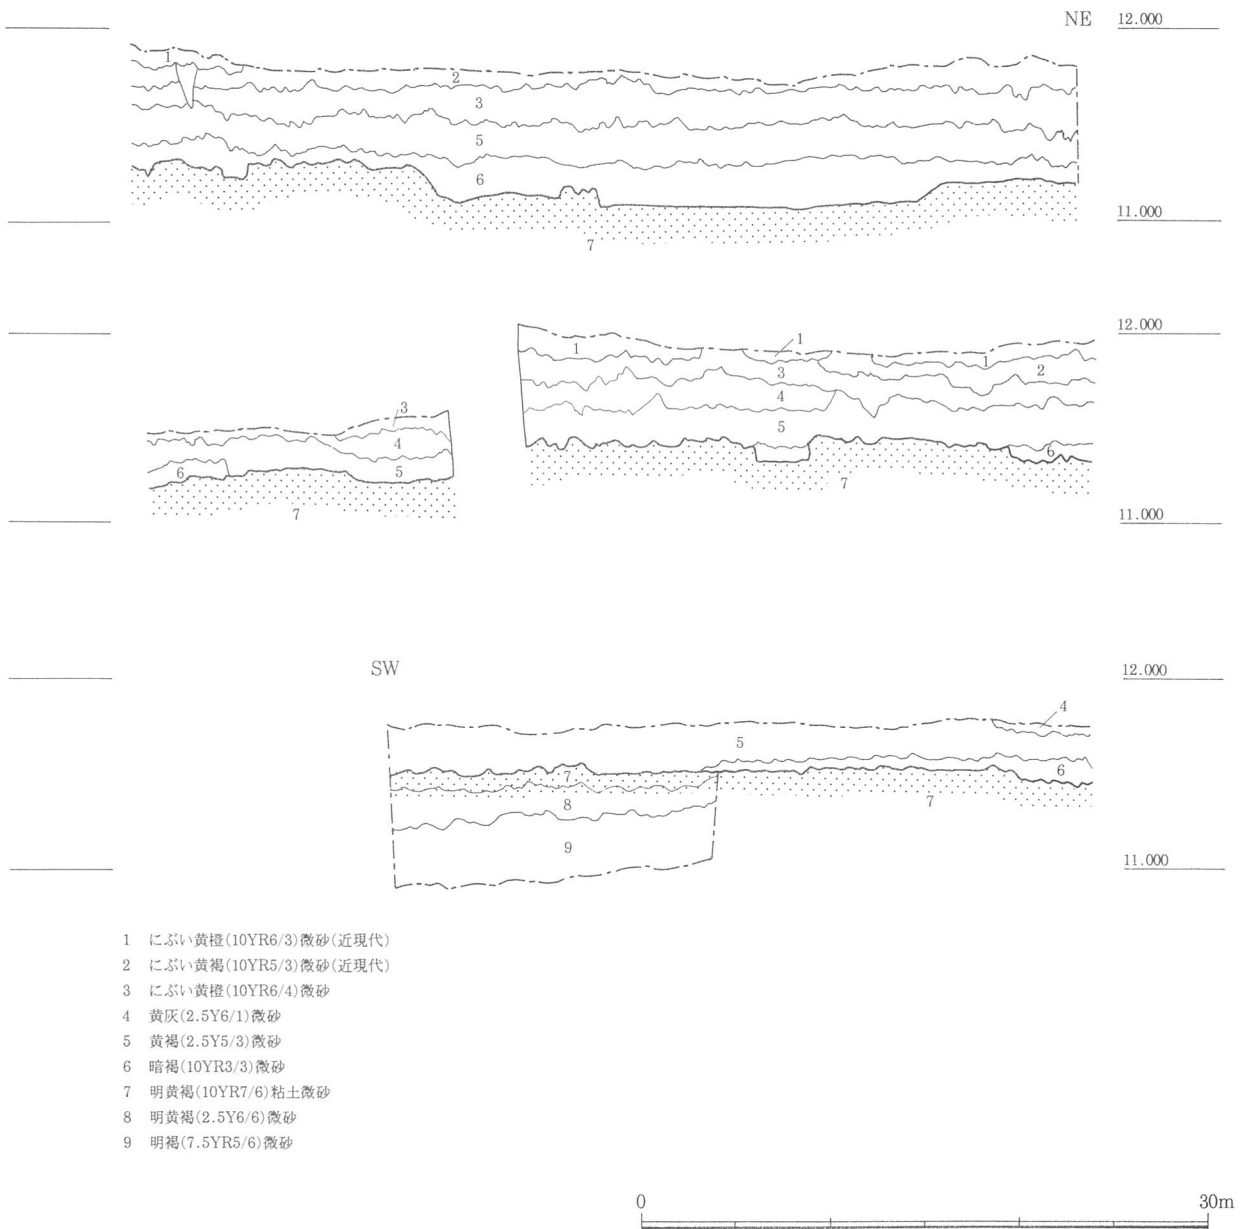 NE 12.000
1
2
3
5
6
11.000
7
12.000
1
1
1
2
3
4
5
6
7
3
4
5
6
7
11.000
SW
12.000
4
5
6
7
7
8
9
11.000
1 にぶい黄橙(10YR6/3)微砂(近現代)
2 にぶい黄褐(10YR5/3)微砂(近現代)
3 にぶい黄橙(10YR6/4)微砂
4 黄灰(2.5Y6/1)微砂
5 黄褐(2.5Y5/3)微砂
6 暗褐(10YR3/3)微砂
7 明黄褐(10YR7/6)粘土微砂
8 明黄褐(2.5Y6/6)微砂
9 明褐(7.5YR5/6)微砂
0 30m